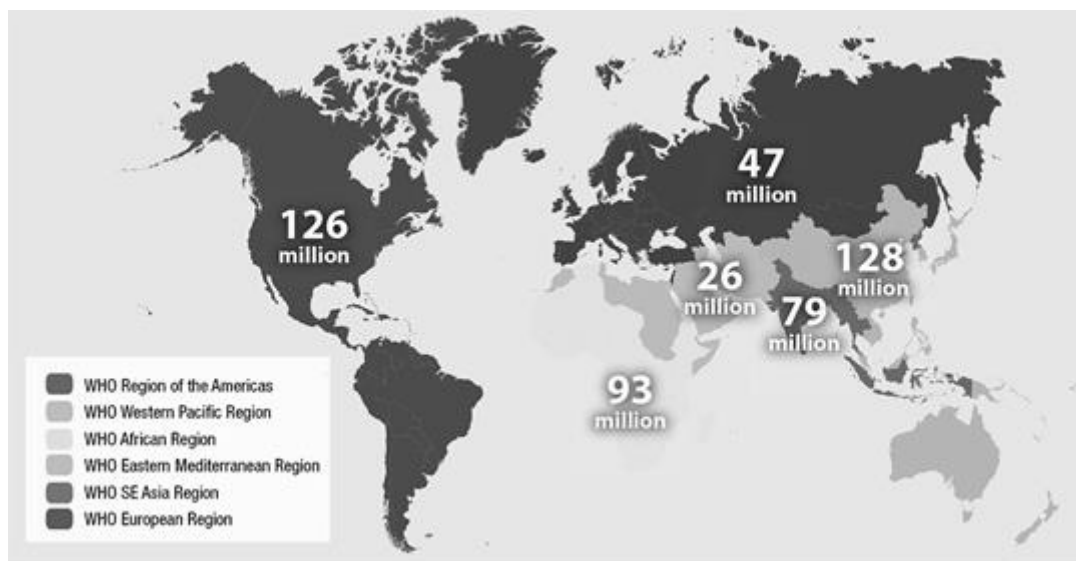 47
million
126
million
128
million
26
million
79
million
93
million
WHO Region of the Americas
WHO Western Pacific Region
WHO African Region
WHO Eastern Mediterranean Region
WHO SE Asia Region
WHO European Region